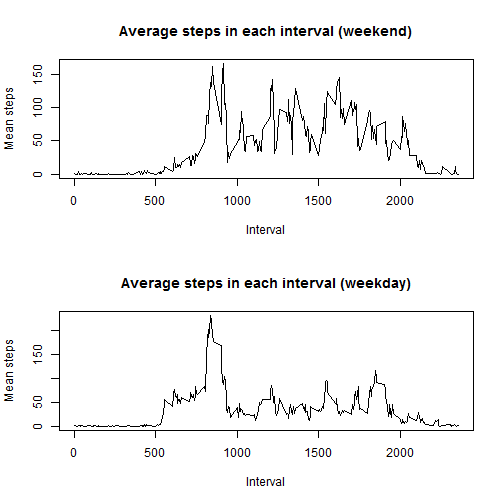 Average steps in each interval (weekend)
Mean steps
0 50 100 150
0 500 1000 1500 2000
Interval
Average steps in each interval (weekday)
Mean steps
0 50 150
0 500 1000 1500 2000
Interval